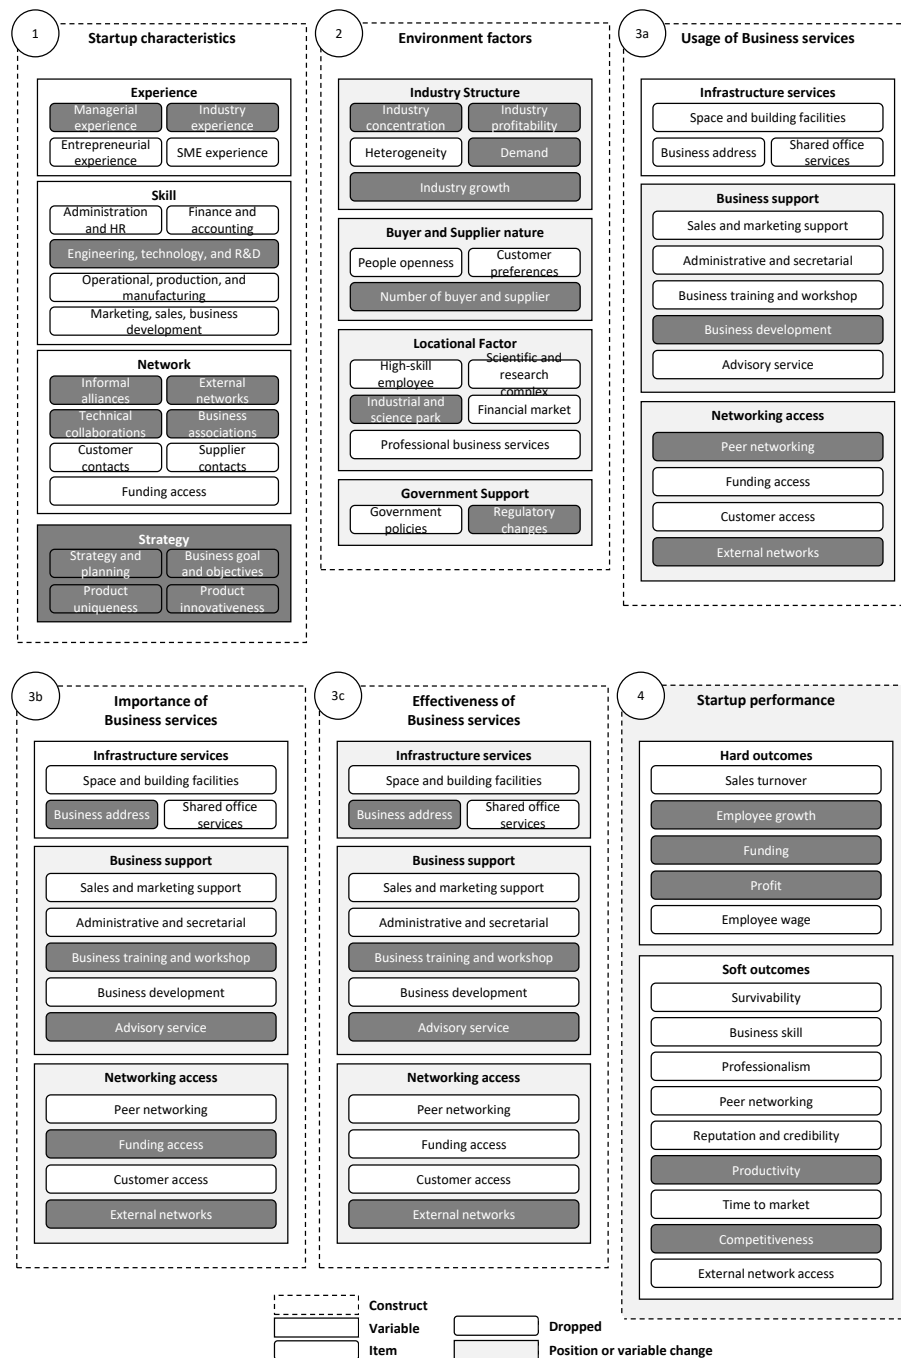 1
Startup characteristics
Experience
Managerial
experience
Industry
experience
Entrepreneurial
experience
SME experience
Skill
Administration
and HR
Finance and
accounting
Engineering, technology, and R&D
Operational, production, and
manufacturing
Marketing, sales, business
development
Network
Informal
alliances
External
networks
Technical
collaborations
Business
associations
Customer
contacts
Supplier
contacts
Funding access
Strategy
Strategy and
planning
Business goal
and objectives
Product
uniqueness
Product
innovativeness
2
Environment factors
Industry Structure
Industry
concentration
Industry
profitability
Heterogeneity
Demand
Industry growth
Buyer and Supplier nature
People openness
Customer
preferences
Number of buyer and supplier
Locational Factor
High-skill
employee
Scientific and
research
complex
Industrial and
science park
Financial market
Professional business services
Government Support
Government
policies
Regulatory
changes
3a
Usage of Business services
Infrastructure services
Space and building facilities
Business address
Shared office
services
Business support
Sales and marketing support
Administrative and secretarial
Business training and workshop
Business development
Advisory service
Networking access
Peer networking
Funding access
Customer access
External networks
3b
Importance of
Business services
Infrastructure services
Space and building facilities
Business address
Shared office
services
Business support
Sales and marketing support
Administrative and secretarial
Business training and workshop
Business development
Advisory service
Networking access
Peer networking
Funding access
Customer access
External networks
3c
Effectiveness of
Business services
Infrastructure services
Space and building facilities
Business address
Shared office
services
Business support
Sales and marketing support
Administrative and secretarial
Business training and workshop
Business development
Advisory service
Networking access
Peer networking
Funding access
Customer access
External networks
4
Startup performance
Hard outcomes
Sales turnover
Employee growth
Funding
Profit
Employee wage
Soft outcomes
Survivability
Business skill
Professionalism
Peer networking
Reputation and credibility
Productivity
Time to market
Competitiveness
External network access
Construct
Variable
Item
Dropped
Position or variable change